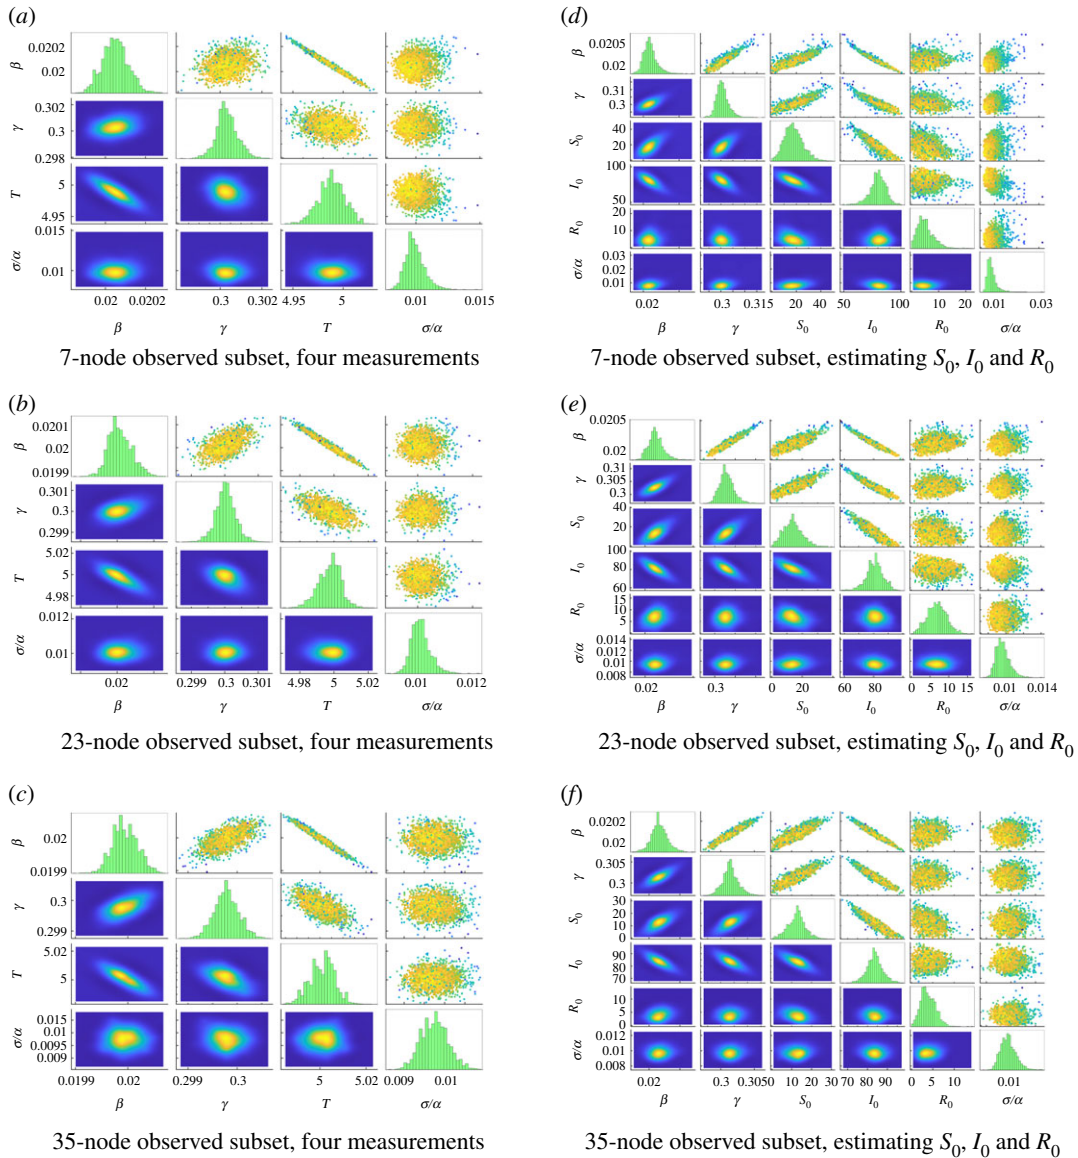 (a)
β 0.0202 0.02
γ 0.302 0.3 0.298
T 5 4.95
σ/α 0.015 0.01
0.02 0.0202 0.3 0.302 4.95 5 0.01 0.015
β γ T σ/α
7-node observed subset, four measurements
(b)
β 0.0201 0.02 0.0199
γ 0.301 0.3 0.299
T 5.02 5 4.98
σ/α 0.012 0.01
0.02 0.299 0.3 0.301 4.98 5 5.02 0.01 0.012
β γ T σ/α
23-node observed subset, four measurements
(c)
β 0.02 0.0199
γ 0.3 0.299
T 5.02 5
σ/α 0.015 0.01 0.009
0.0199 0.02 0.299 0.3 5 5.02 0.009 0.01
β γ T σ/α
35-node observed subset, four measurements
(d)
β 0.0205 0.02
γ 0.31 0.3
S0 40 20
I0 100 50
R0 20 10
σ/α 0.03 0.02 0.01
0.02 0.3 0.315 20 40 50 100 0 10 20 0.01 0.03
β γ S0 I0 R0 σ/α
7-node observed subset, estimating S0, I0 and R0
(e)
β 0.0205 0.02
γ 0.31 0.305 0.3
S0 40 20
I0 100 80 60
R0 15 10 5 0
σ/α 0.014 0.012 0.010 0.008
0.02 0.3 0 20 60 80 0 5 10 15 0.01 0.014
β γ S0 I0 R0 σ/α
23-node observed subset, estimating S0, I0 and R0
(f)
β 0.0202 0.02
γ 0.305 0.3
S0 30 20 10 0
I0 90 80 70
R0 10 5 0
σ/α 0.012 0.01 0.008
0.02 0.3 0.3050 10 20 30 70 80 90 0 5 10 0.01
β γ S0 I0 R0 σ/α
35-node observed subset, estimating S0, I0 and R0